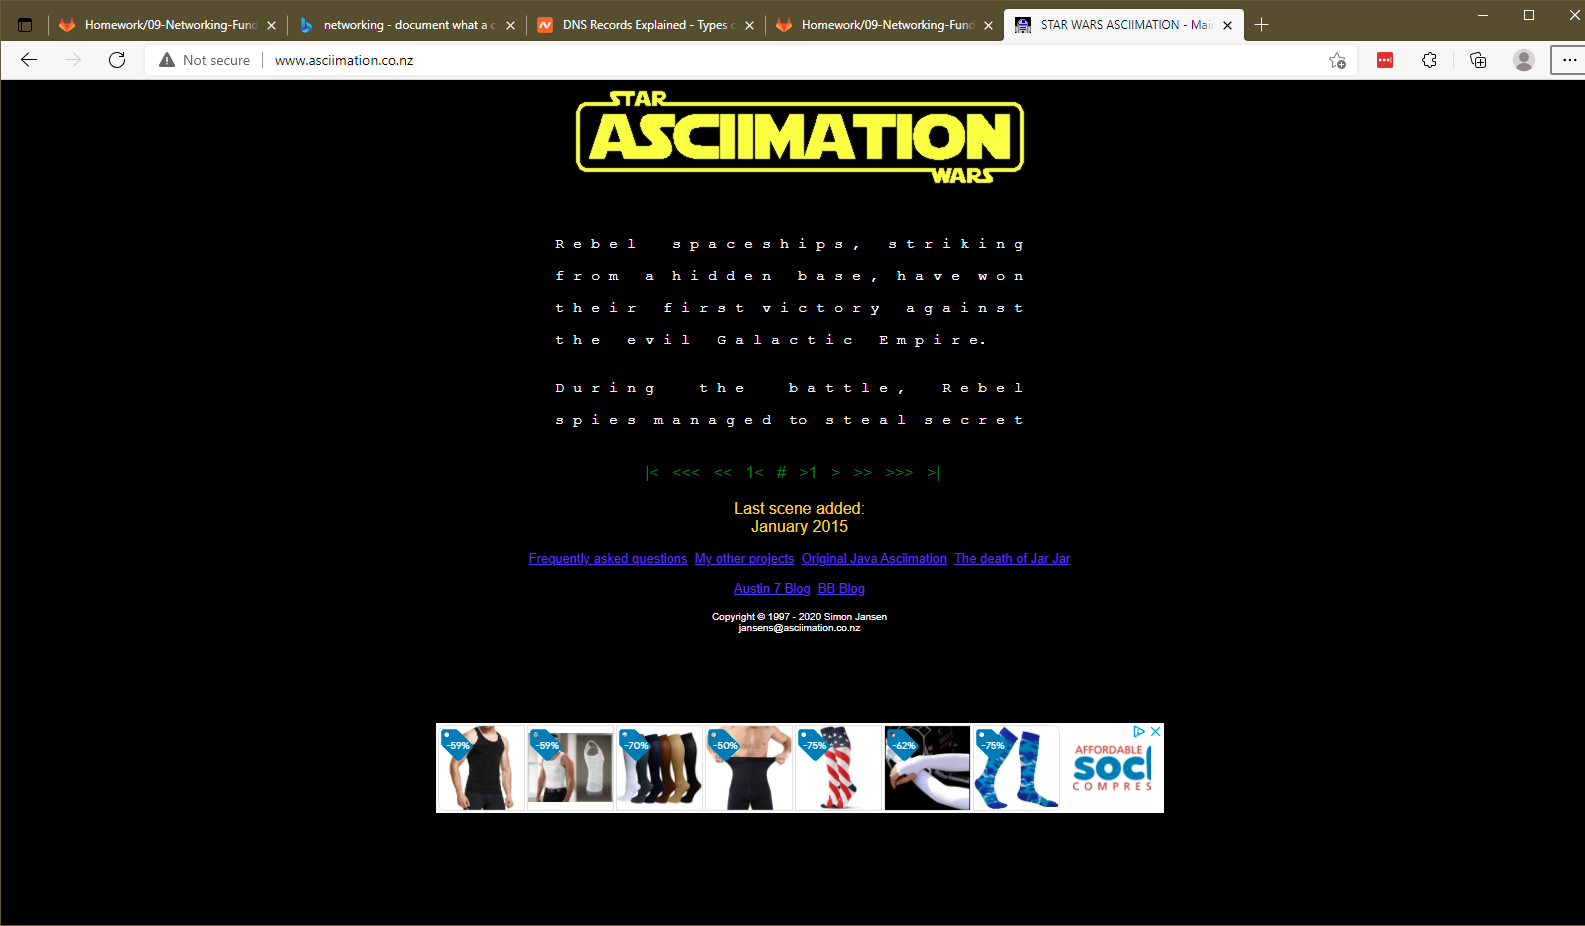 Homework/09-Networking-Fund
networking - document what a c
DNS Records Explained - Types o
Homework/09-Networking-Fund
STAR WARS ASCIIMATION - Main
Not secure
www.asciimation.co.nz
STAR
ASCIIMATION
WARS
Rebel spaceships, striking
from a hidden base, have won
their first victory against
the evil Galactic Empire.
During the battle, Rebel
spies managed to steal secret
|< <<< << 1< # >1 > >> >>> >|
Last scene added:
January 2015
Frequently asked questions My other projects Original Java Asciimation The death of Jar Jar
Austin 7 Blog BB Blog
Copyright © 1997 - 2020 Simon Jansen
jansens@asciimation.co.nz
-59% -59% -70% -50% -75% -62% -75%
AFFORDABLE
SOC
COMPRES